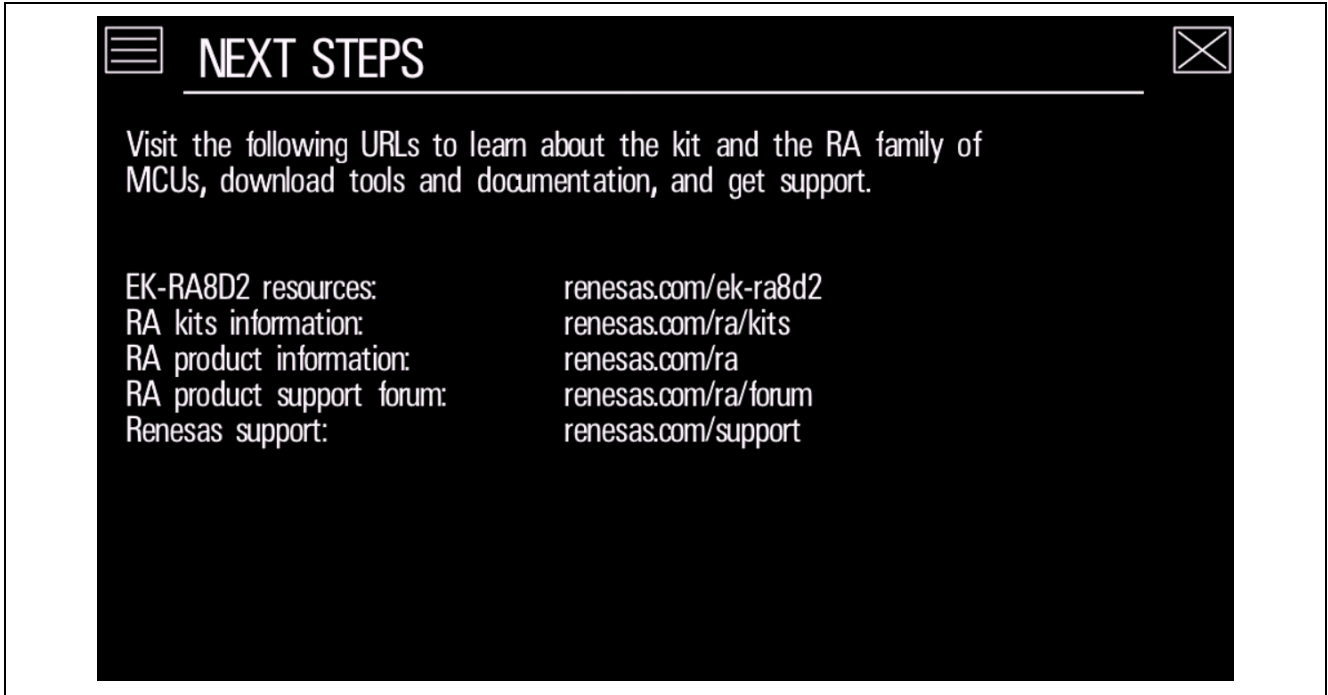 NEXT STEPS
Visit the following URLs to learn about the kit and the RA family of
MCUs, download tools and documentation, and get support.
EK-RA8D2 resources: renesas.com/ek-ra8d2
RA kits information: renesas.com/ra/kits
RA product information: renesas.com/ra
RA product support forum: renesas.com/ra/forum
Renesas support: renesas.com/support